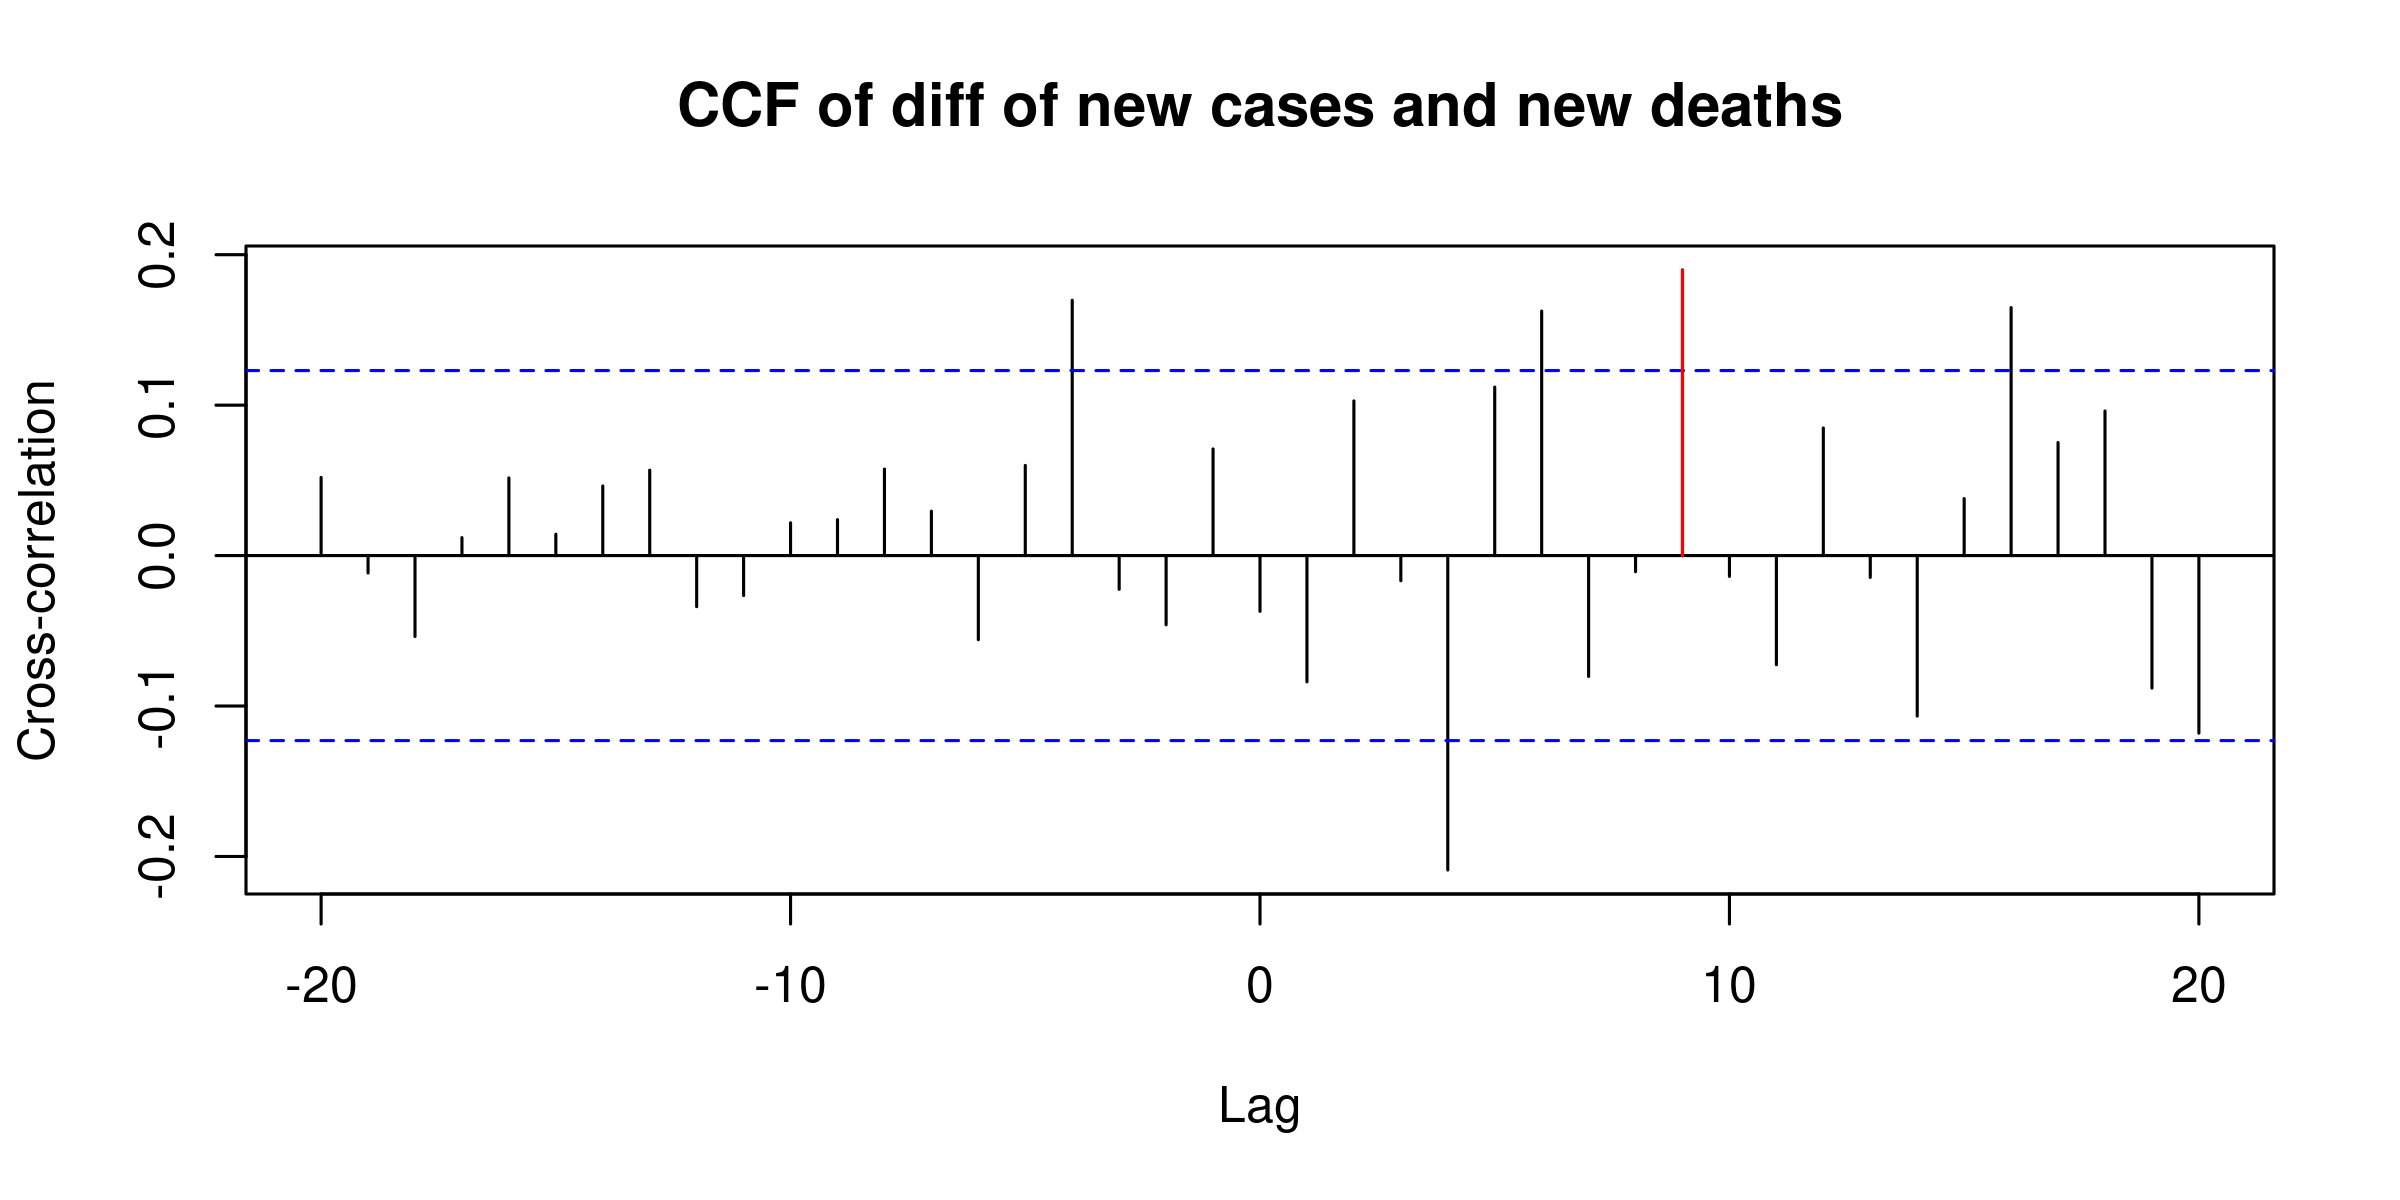 CCF of diff of new cases and new deaths
Cross-correlation
0.2
0.1
0.0
-0.1
-0.2
-20 -10 0 10 20
Lag